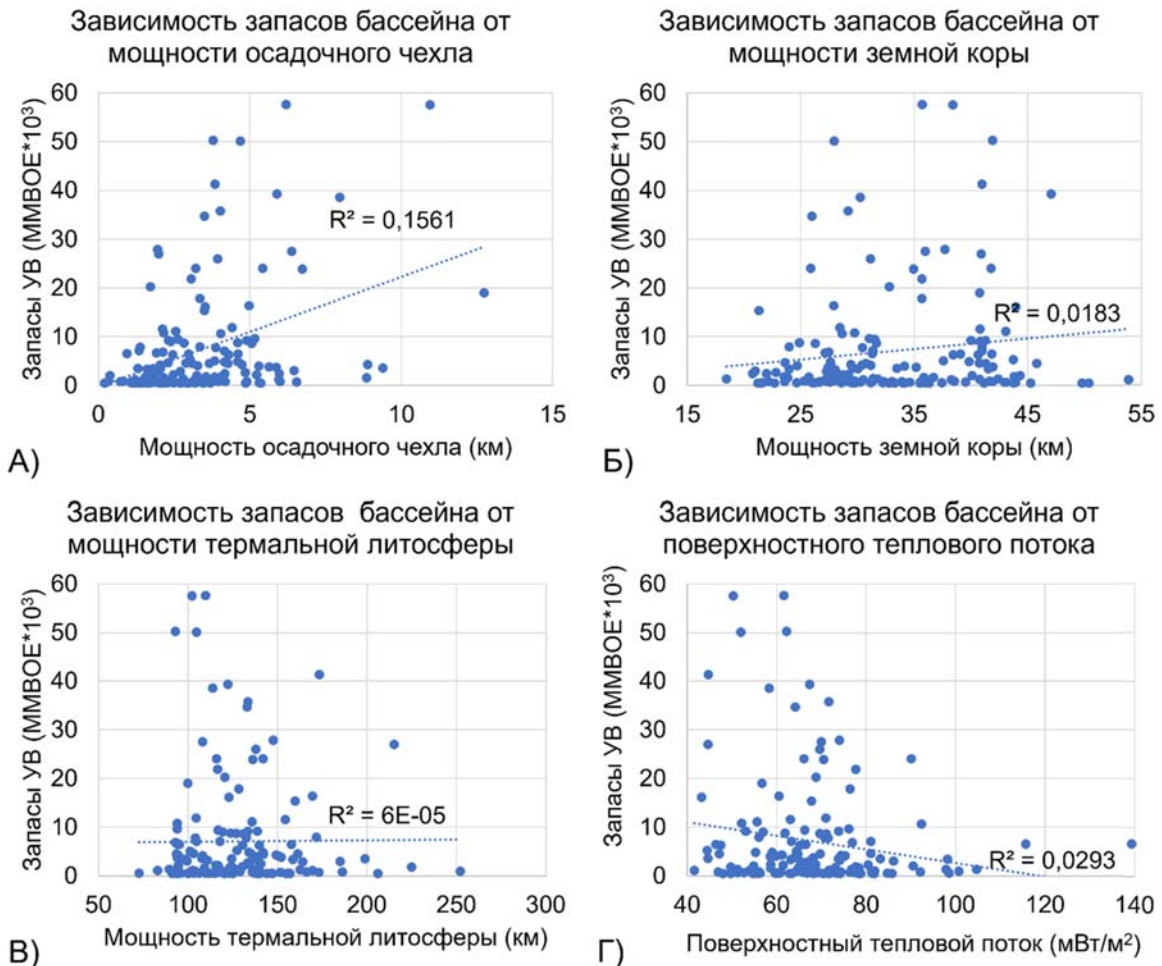 Зависимость запасов бассейна от
мощности осадочного чехла
Запасы УВ (ММВОЕ*10³)
60
50
40
30
20
10
0
R² = 0,1561
0 5 10 15
Мощность осадочного чехла (км)
А)
Зависимость запасов бассейна от
мощности земной коры
Запасы УВ (ММВОЕ*10³)
60
50
40
30
20
10
0
R² = 0,0183
15 25 35 45 55
Мощность земной коры (км)
Б)
Зависимость запасов бассейна от
мощности термальной литосферы
Запасы УВ (ММВОЕ*10³)
60
50
40
30
20
10
0
R² = 6E-05
50 100 150 200 250 300
Мощность термальной литосферы (км)
В)
Зависимость запасов бассейна от
поверхностного теплового потока
Запасы УВ (ММВОЕ*10³)
60
50
40
30
20
10
0
R² = 0,0293
40 60 80 100 120 140
Поверхностный тепловой поток (мВт/м²)
Г)